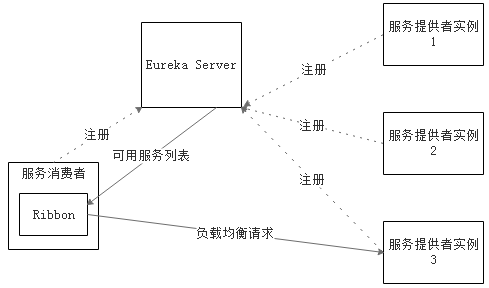 服务提供者实例
1
Eureka Server
注册
注册
服务提供者实例
2
注册
可用服务列表
服务消费者
注册
Ribbon
负载均衡请求
服务提供者实例
3